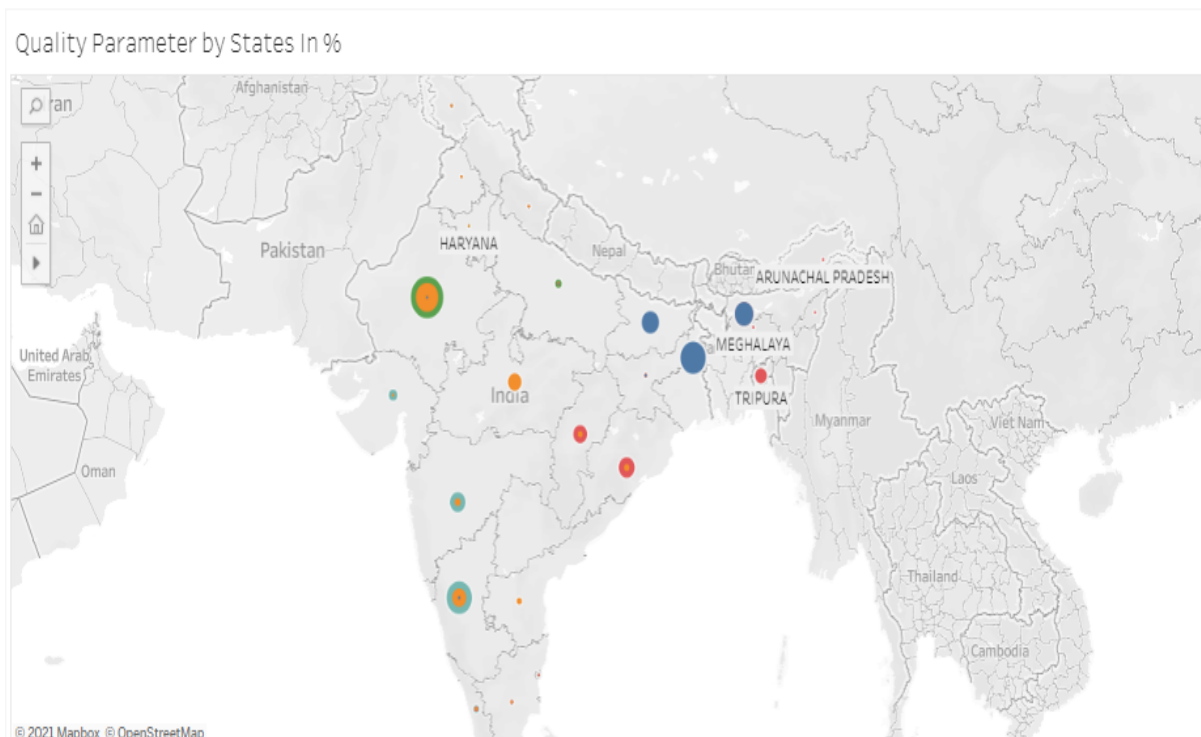 Quality Parameter by States In %
Afghanistan
ran
Pakistan
HARYANA
Nepal
Bhutan
ARUNACHAL PRADESH
United Arab
Emirates
MEGHALAYA
India
TRIPURA
Myanmar
Viet Nam
Oman
Laos
Thailand
Cambodia
© 2021 Mapbox © OpenStreetMap